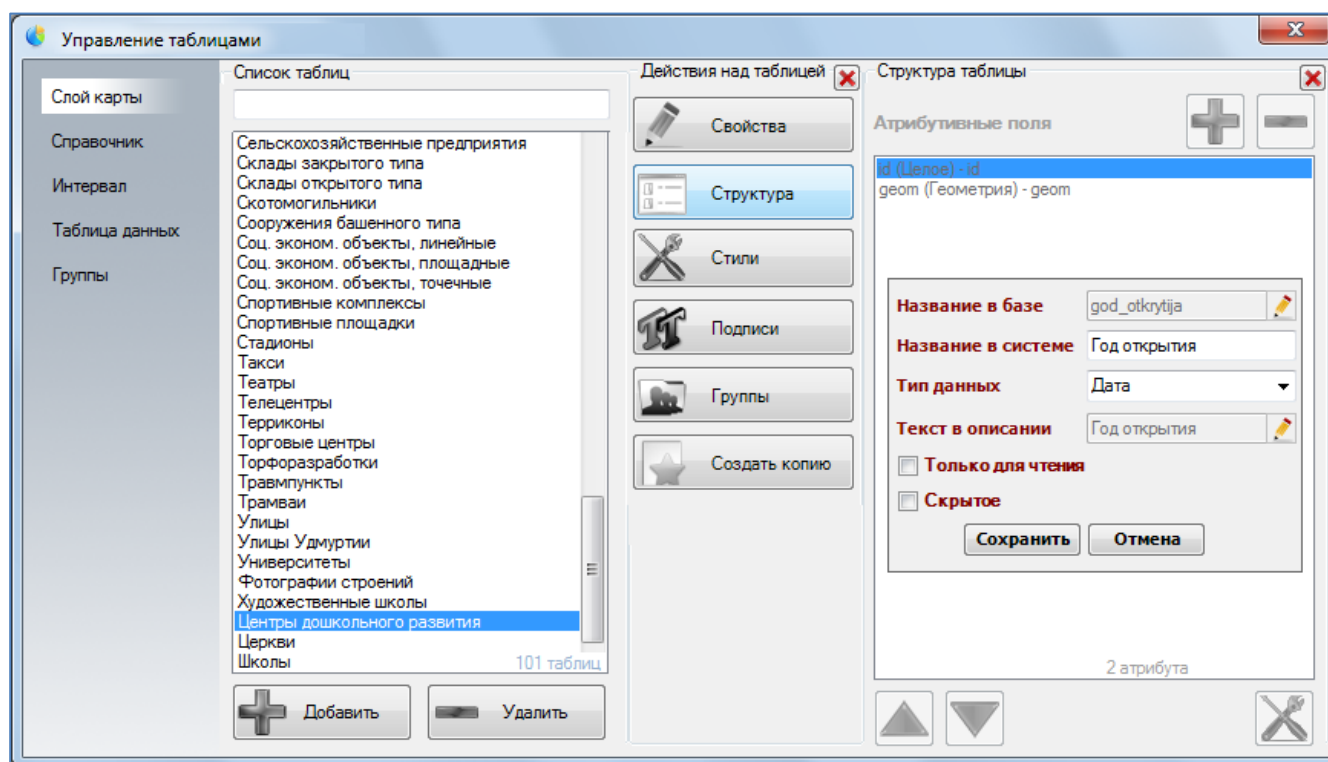 Управление таблицами
Слой карты
Справочник
Интервал
Таблица данных
Группы
Список таблиц
Сельскохозяйственные предприятия
Склады закрытого типа
Склады открытого типа
Скотомогильники
Сооружения башенного типа
Соц. эконом. объекты, линейные
Соц. эконом. объекты, площадные
Соц. эконом. объекты, точечные
Спортивные комплексы
Спортивные площадки
Стадионы
Такси
Театры
Телецентры
Терриконы
Торговые центры
Торфоразработки
Травмпункты
Трамваи
Улицы
Улицы Удмуртии
Университеты
Фотографии строений
Художественные школы
Центры дошкольного развития
Церкви
Школы
101 таблиц
Добавить
Удалить
Действия над таблицей
Свойства
Структура
Стили
Подписи
Группы
Создать копию
Структура таблицы
Атрибутивные поля
id (Целое) - id
geom (Геометрия) - geom
Название в базе god_otkrytija
Название в системе Год открытия
Тип данных Дата
Текст в описании Год открытия
Только для чтения
Скрытое
Сохранить Отмена
2 атрибута